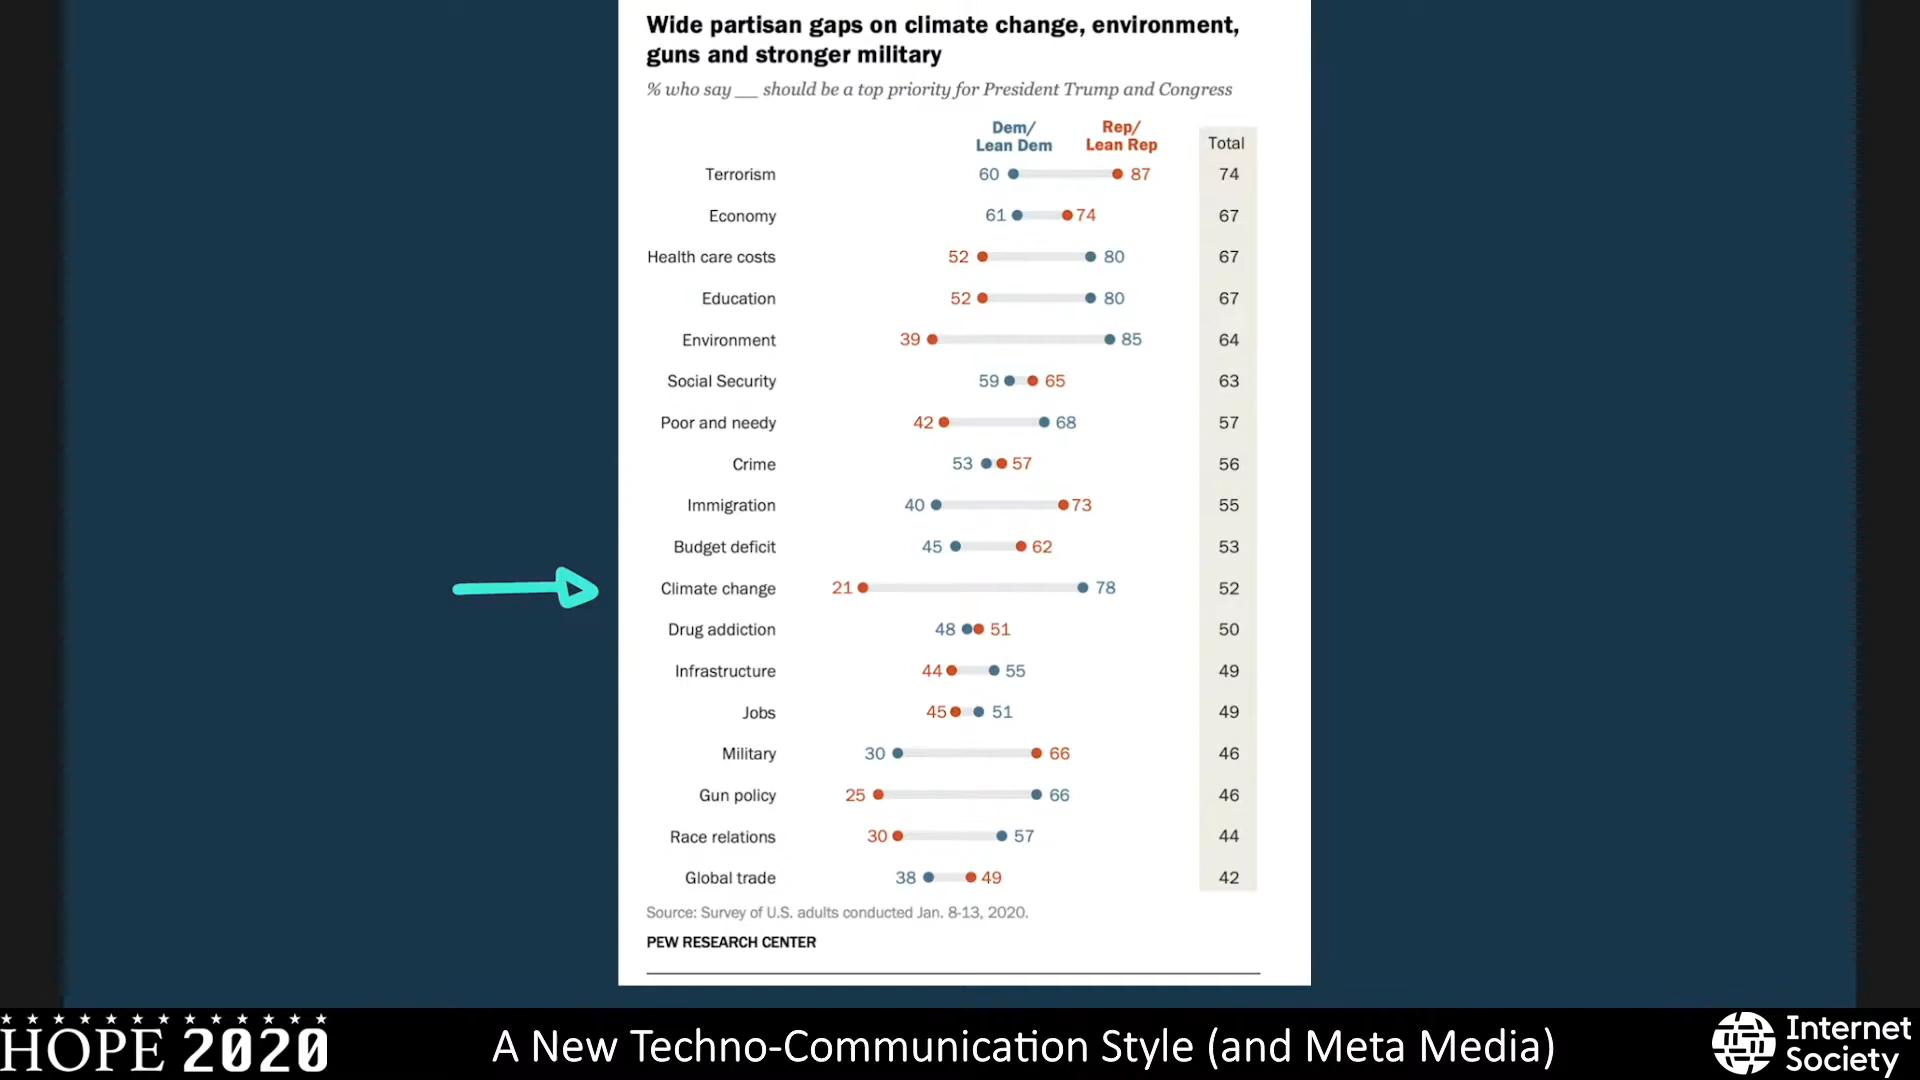 Wide partisan gaps on climate change, environment,
guns and stronger military
% who say __ should be a top priority for President Trump and Congress
Dem/ Rep/
Lean Dem Lean Rep Total
Terrorism 60 87 74
Economy 61 74 67
Health care costs 52 80 67
Education 52 80 67
Environment 39 85 64
Social Security 59 65 63
Poor and needy 42 68 57
Crime 53 57 56
Immigration 40 73 55
Budget deficit 45 62 53
Climate change 21 78 52
Drug addiction 48 51 50
Infrastructure 44 55 49
Jobs 45 51 49
Military 30 66 46
Gun policy 25 66 46
Race relations 30 57 44
Global trade 38 49 42
Source: Survey of U.S. adults conducted Jan. 8-13, 2020.
PEW RESEARCH CENTER
HOPE 2020
A New Techno-Communication Style (and Meta Media)
Internet
Society